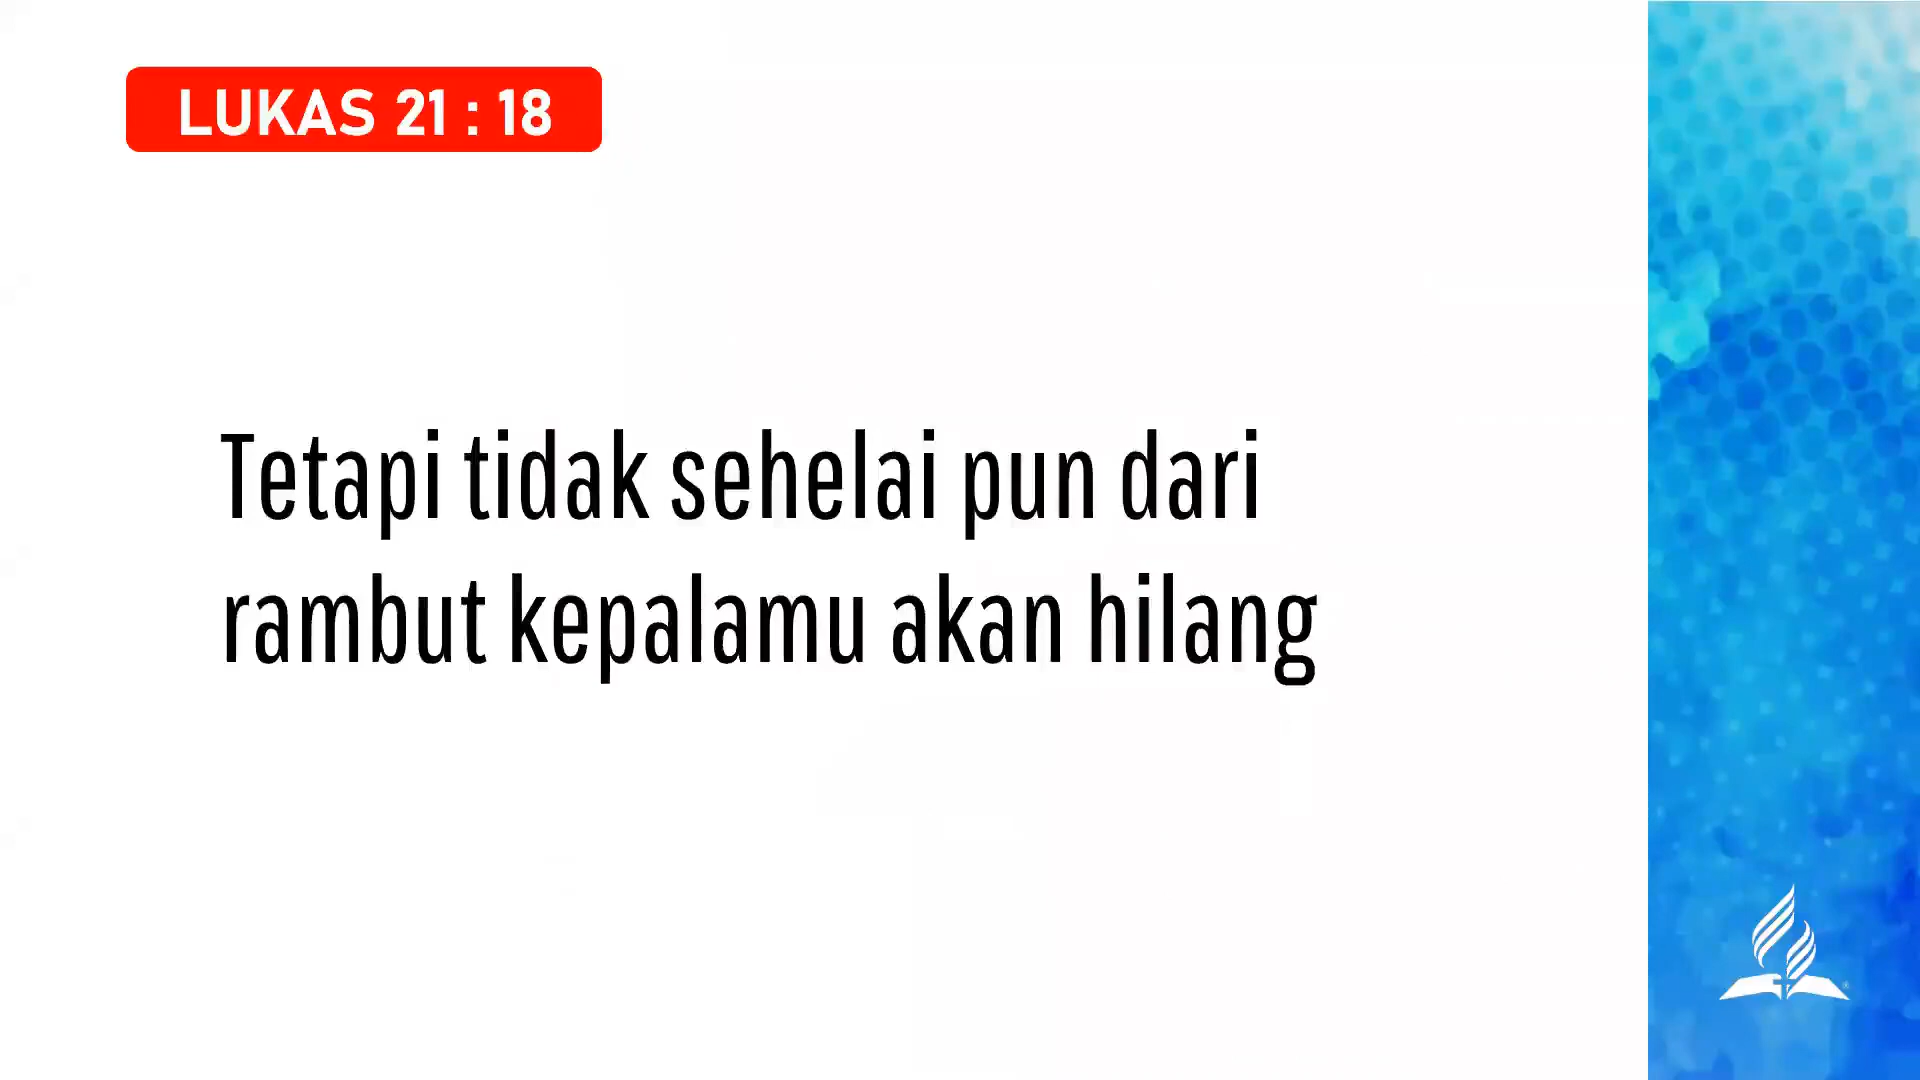 LUKAS 21 : 18
Tetapi tidak sehelai pun dari
rambut kepalamu akan hilang